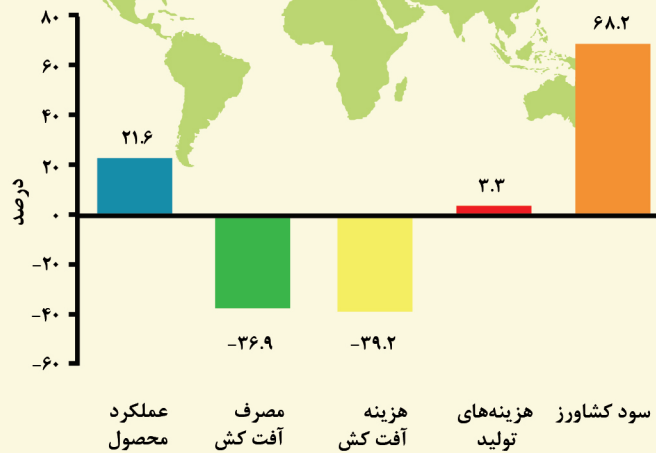 درصد
۸۰
۶۰
۴۰
۲۰
۰
−۲۰
−۴۰
−۶۰
۲۱.۶
−۳۶.۹
−۳۹.۲
۳.۳
۶۸.۲
عملکرد
محصول
مصرف
آفت کش
هزینه
آفت کش
هزینه‌های
تولید
سود کشاورز